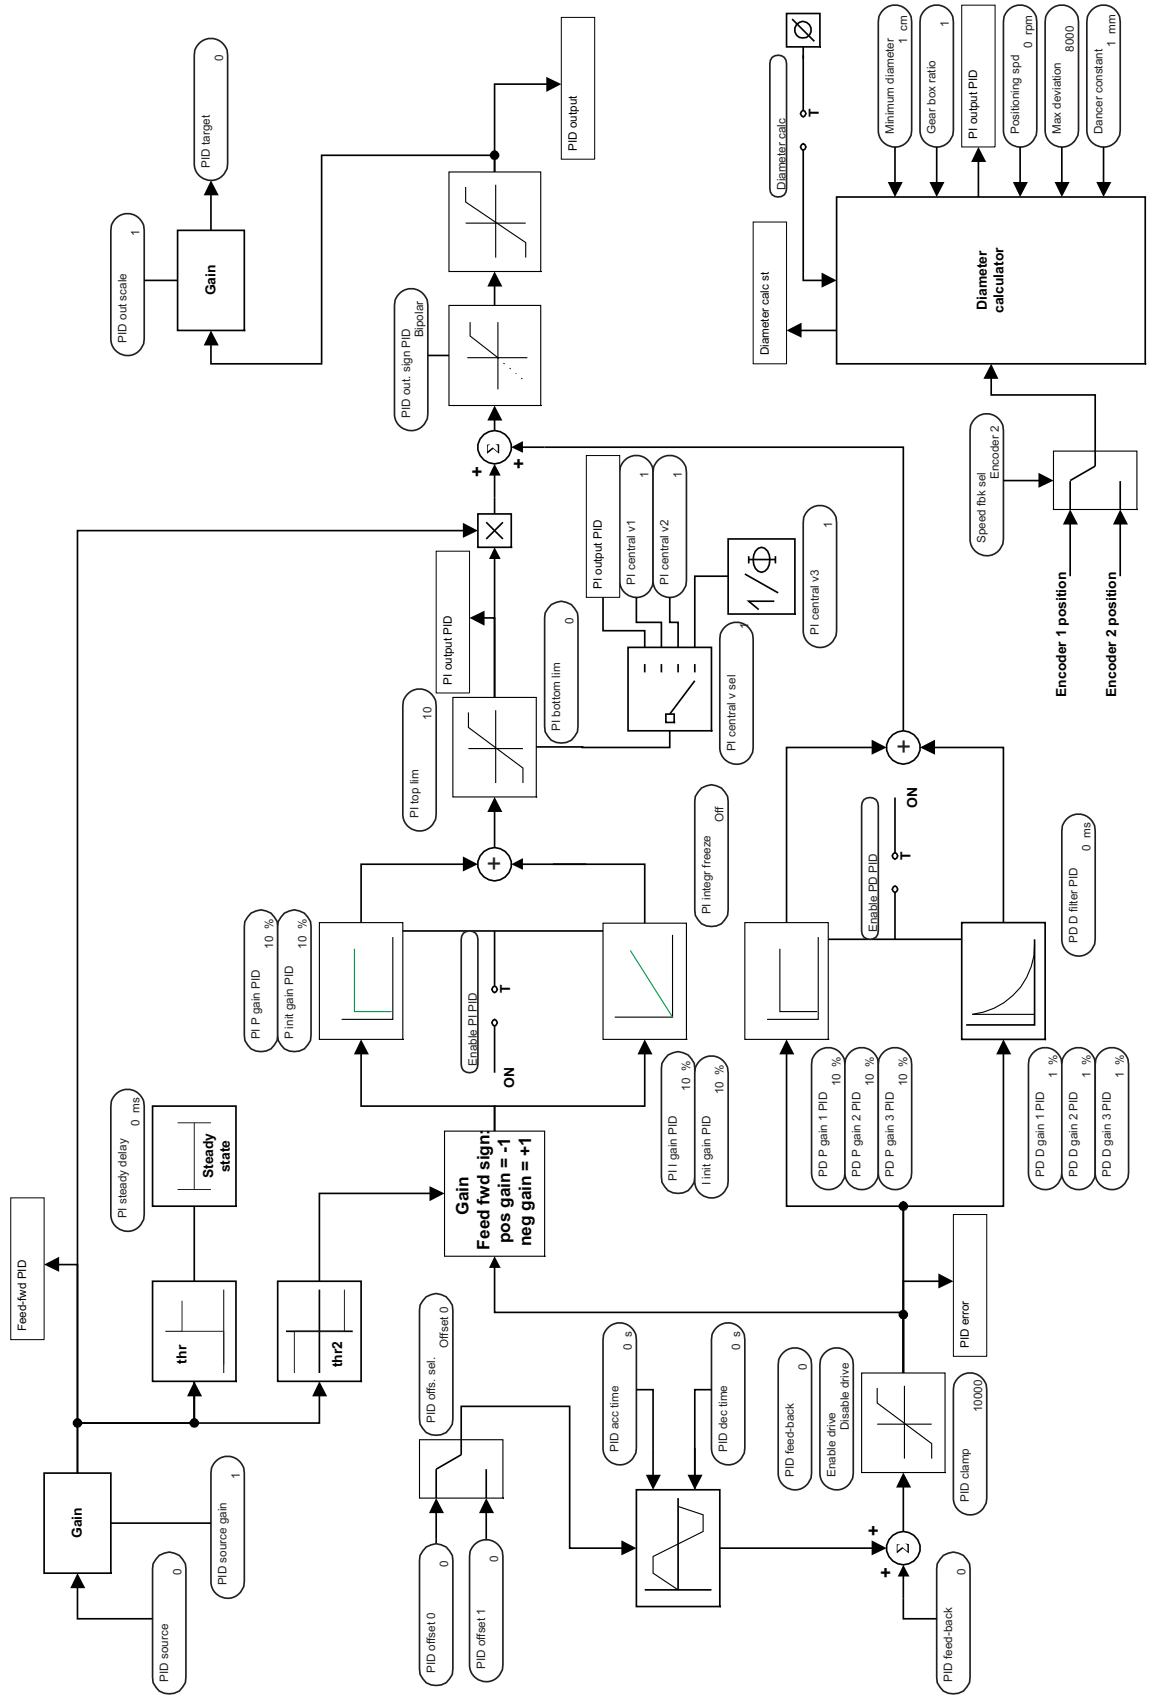 PID source
0
Gain
PID source gain
1
Feed-fwd PID
thr
PI steady delay
0 ms
Steady
state
thr2
PID offset 0
0
PID offset 1
0
PID offs. sel.
Offset 0
Gain
Feed fwd sign:
pos gain = -1
neg gain = +1
PID acc time
0 s
PID dec time
0 s
PID feed-back
0
Σ
+
+
PID feed-back
0
Enable drive
Disable drive
PID clamp
10000
PID error
PI P gain PID
10 %
P init gain PID
10 %
Enable PI PID
ON
T
PI I gain PID
10 %
I init gain PID
10 %
PI integr freeze
Off
+
PI top lim
10
PI bottom lim
0
PI output PID
PI central v sel
1
PI output PID
PI central v1
1
PI central v2
1
PI central v3
1
PD P gain 1 PID
10 %
PD P gain 2 PID
10 %
PD P gain 3 PID
10 %
PD D gain 1 PID
1 %
PD D gain 2 PID
1 %
PD D gain 3 PID
1 %
Enable PD PID
ON
T
PD D filter PID
0 ms
+
Σ
+
+
PID out. sign PID
Bipolar
PID out scale
1
Gain
PID target
0
PID output
Encoder 1 position
Encoder 2 position
Speed fbk sel
Encoder 2
Diameter
calculator
Diameter calc st
Diameter calc
T
Ø
Minimum diameter
1 cm
Gear box ratio
1
PI output PID
Positioning spd
0 rpm
Max deviation
8000
Dancer constant
1 mm